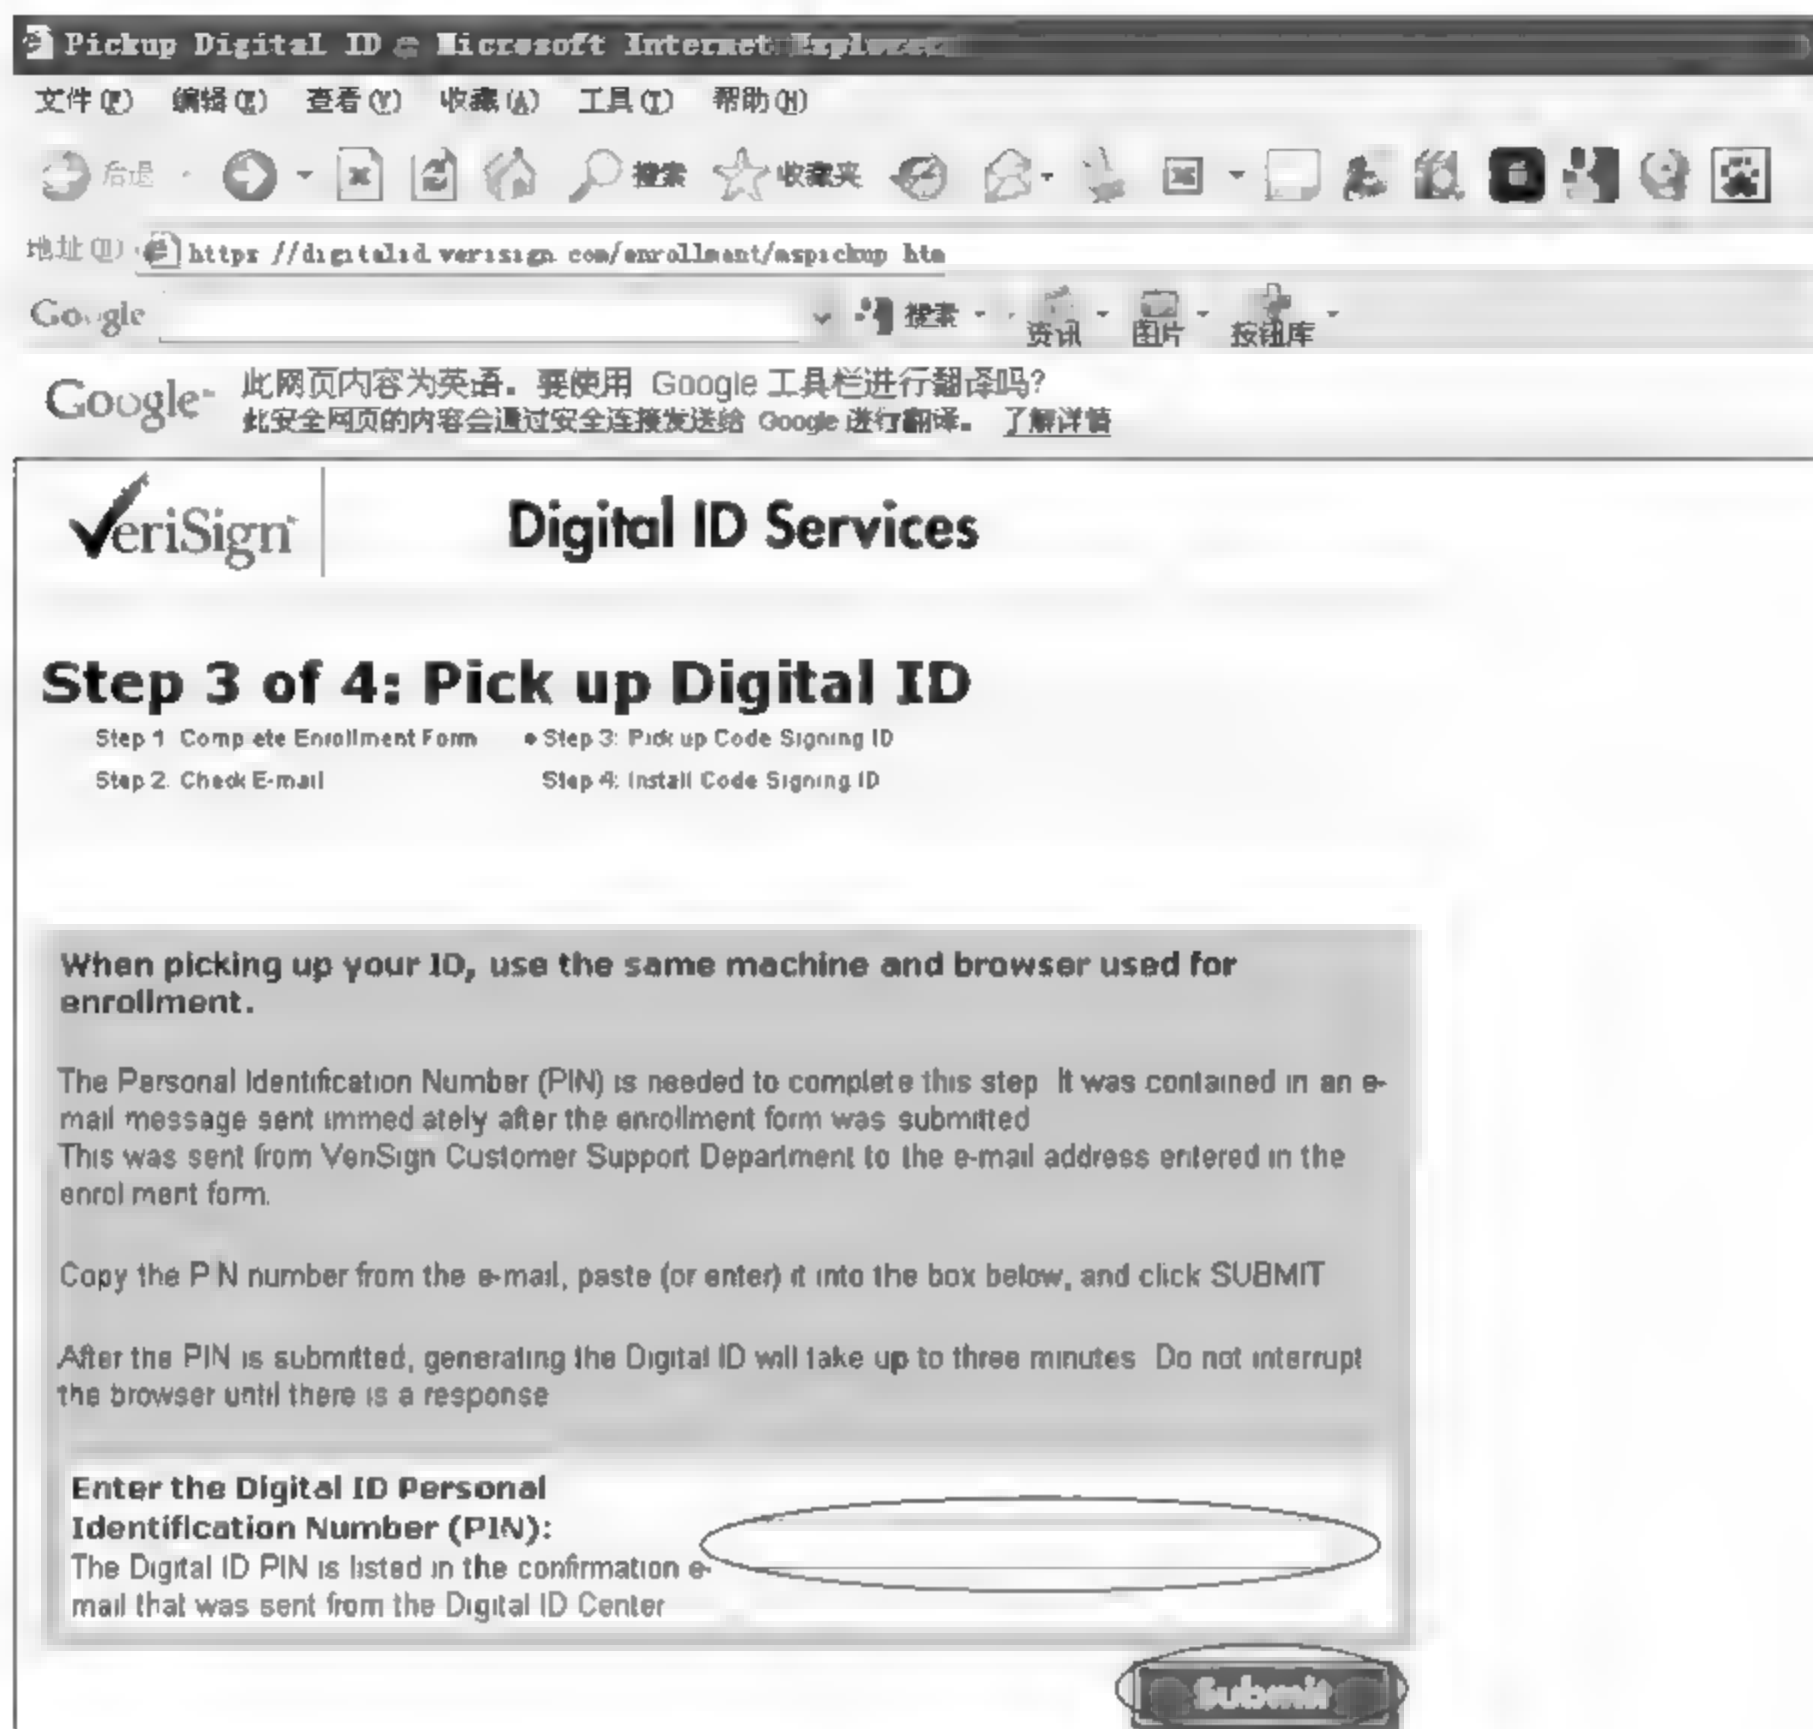 Pickup Digital ID - Microsoft Internet Explorer
文件(F) 编辑(E) 查看(V) 收藏(A) 工具(T) 帮助(H)
后退 搜索 收藏夹
地址(D) https://digitalid.verisign.com/enrollment/mspickup.htm
Google 搜索 资讯 图片 按钮库
Google 此网页内容为英语。要使用 Google 工具栏进行翻译吗?
此安全网页的内容会通过安全连接发送给 Google 进行翻译。 了解详情
VeriSign Digital ID Services
Step 3 of 4: Pick up Digital ID
Step 1 Complete Enrollment Form • Step 3: Pick up Code Signing ID
Step 2. Check E-mail Step 4: Install Code Signing ID
When picking up your ID, use the same machine and browser used for
enrollment.
The Personal Identification Number (PIN) is needed to complete this step It was contained in an e-
mail message sent immediately after the enrollment form was submitted
This was sent from VeriSign Customer Support Department to the e-mail address entered in the
enrollment form.
Copy the PIN number from the e-mail, paste (or enter) it into the box below, and click SUBMIT
After the PIN is submitted, generating the Digital ID will take up to three minutes Do not interrupt
the browser until there is a response
Enter the Digital ID Personal
Identification Number (PIN):
The Digital ID PIN is listed in the confirmation e-
mail that was sent from the Digital ID Center
Submit